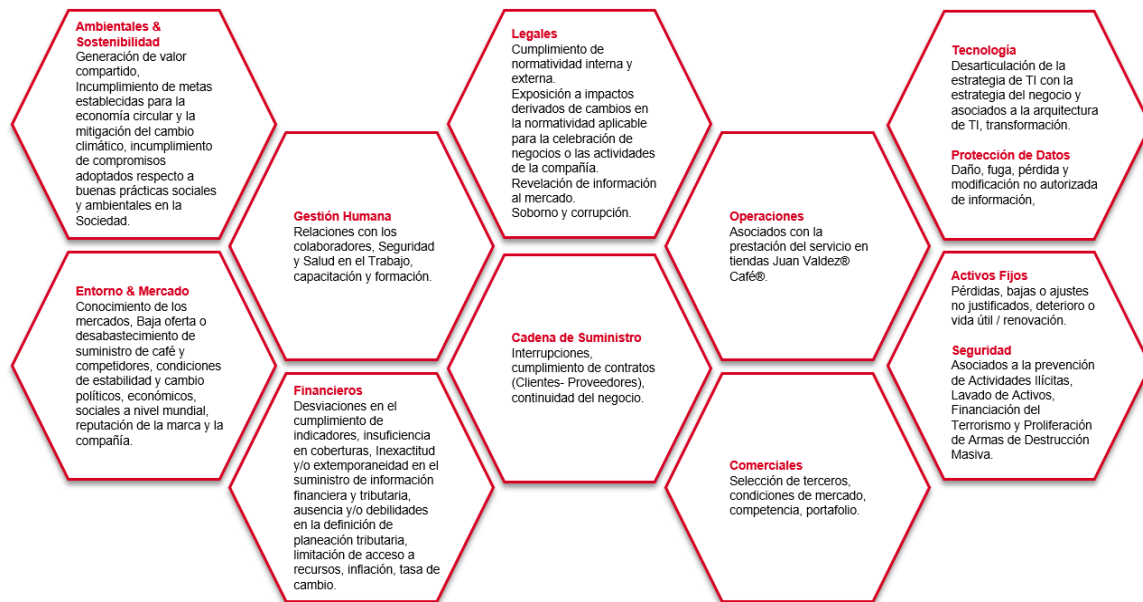 Ambientales &
Sostenibilidad
Generación de valor
compartido,
Incumplimiento de metas
establecidas para la
economía circular y la
mitigación del cambio
climático, incumplimiento
de compromisos
adoptados respecto a
buenas prácticas sociales
y ambientales en la
Sociedad.
Entorno & Mercado
Conocimiento de los
mercados, Baja oferta o
desabastecimiento de
suministro de café y
competidores, condiciones
de estabilidad y cambio
políticos, económicos,
sociales a nivel mundial,
reputación de la marca y la
compañía.
Gestión Humana
Relaciones con los
colaboradores, Seguridad
y Salud en el Trabajo,
capacitación y formación.
Financieros
Desviaciones en el
cumplimiento de
indicadores, insuficiencia
en coberturas, Inexactitud
y/o extemporaneidad en el
suministro de información
financiera y tributaria,
ausencia y/o debilidades
en la definición de
planeación tributaria,
limitación de acceso a
recursos, inflación, tasa de
cambio.
Legales
Cumplimiento de
normatividad interna y
externa.
Exposición a impactos
derivados de cambios en
la normatividad aplicable
para la celebración de
negocios o las actividades
de la compañía.
Revelación de información
al mercado.
Soborno y corrupción.
Cadena de Suministro
Interrupciones,
cumplimiento de contratos
(Clientes- Proveedores),
continuidad del negocio.
Operaciones
Asociados con la
prestación del servicio en
tiendas Juan Valdez®
Café®.
Comerciales
Selección de terceros,
condiciones de mercado,
competencia, portafolio.
Tecnología
Desarticulación de la
estrategia de TI con la
estrategia del negocio y
asociados a la arquitectura
de TI, transformación.
Protección de Datos
Daño, fuga, pérdida y
modificación no autorizada
de información,
Activos Fijos
Pérdidas, bajas o ajustes
no justificados, deterioro o
vida útil / renovación.
Seguridad
Asociados a la prevención
de Actividades Ilícitas,
Lavado de Activos,
Financiación del
Terrorismo y Proliferación
de Armas de Destrucción
Masiva.